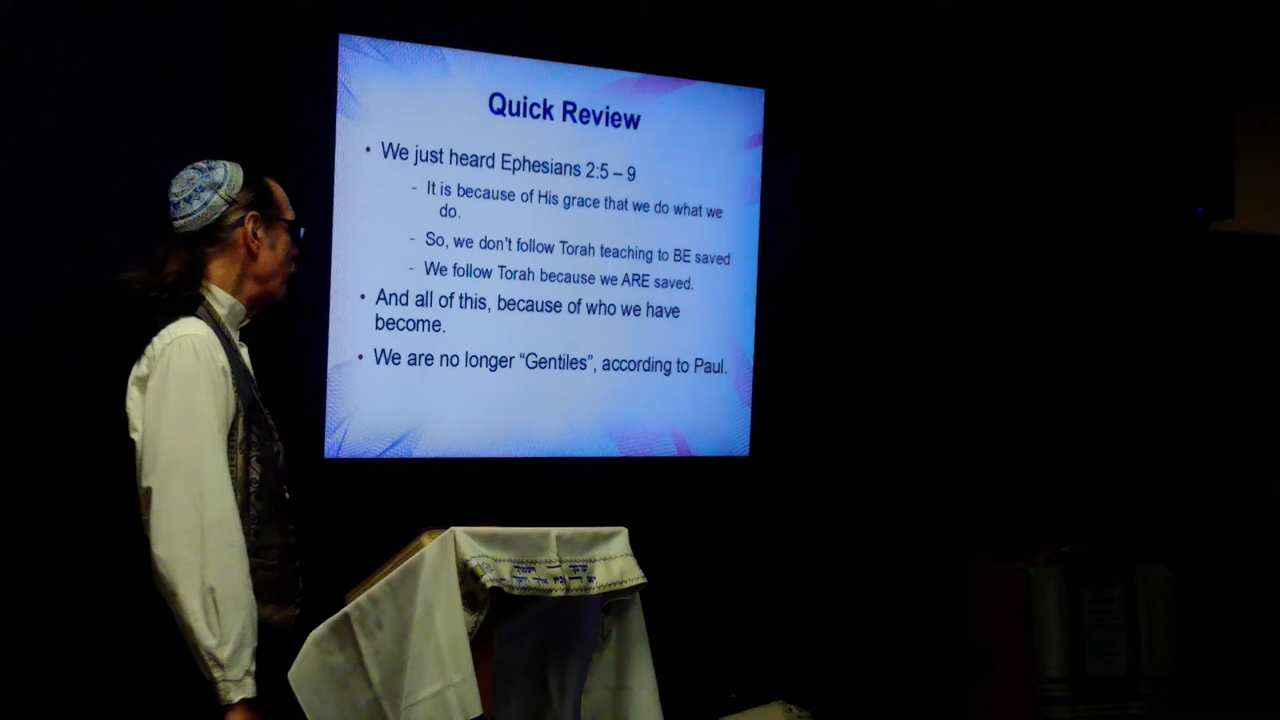 Quick Review
• We just heard Ephesians 2:5 – 9
- It is because of His grace that we do what we
do.
- So, we don't follow Torah teaching to BE saved
- We follow Torah because we ARE saved.
• And all of this, because of who we have
become.
• We are no longer “Gentiles”, according to Paul.